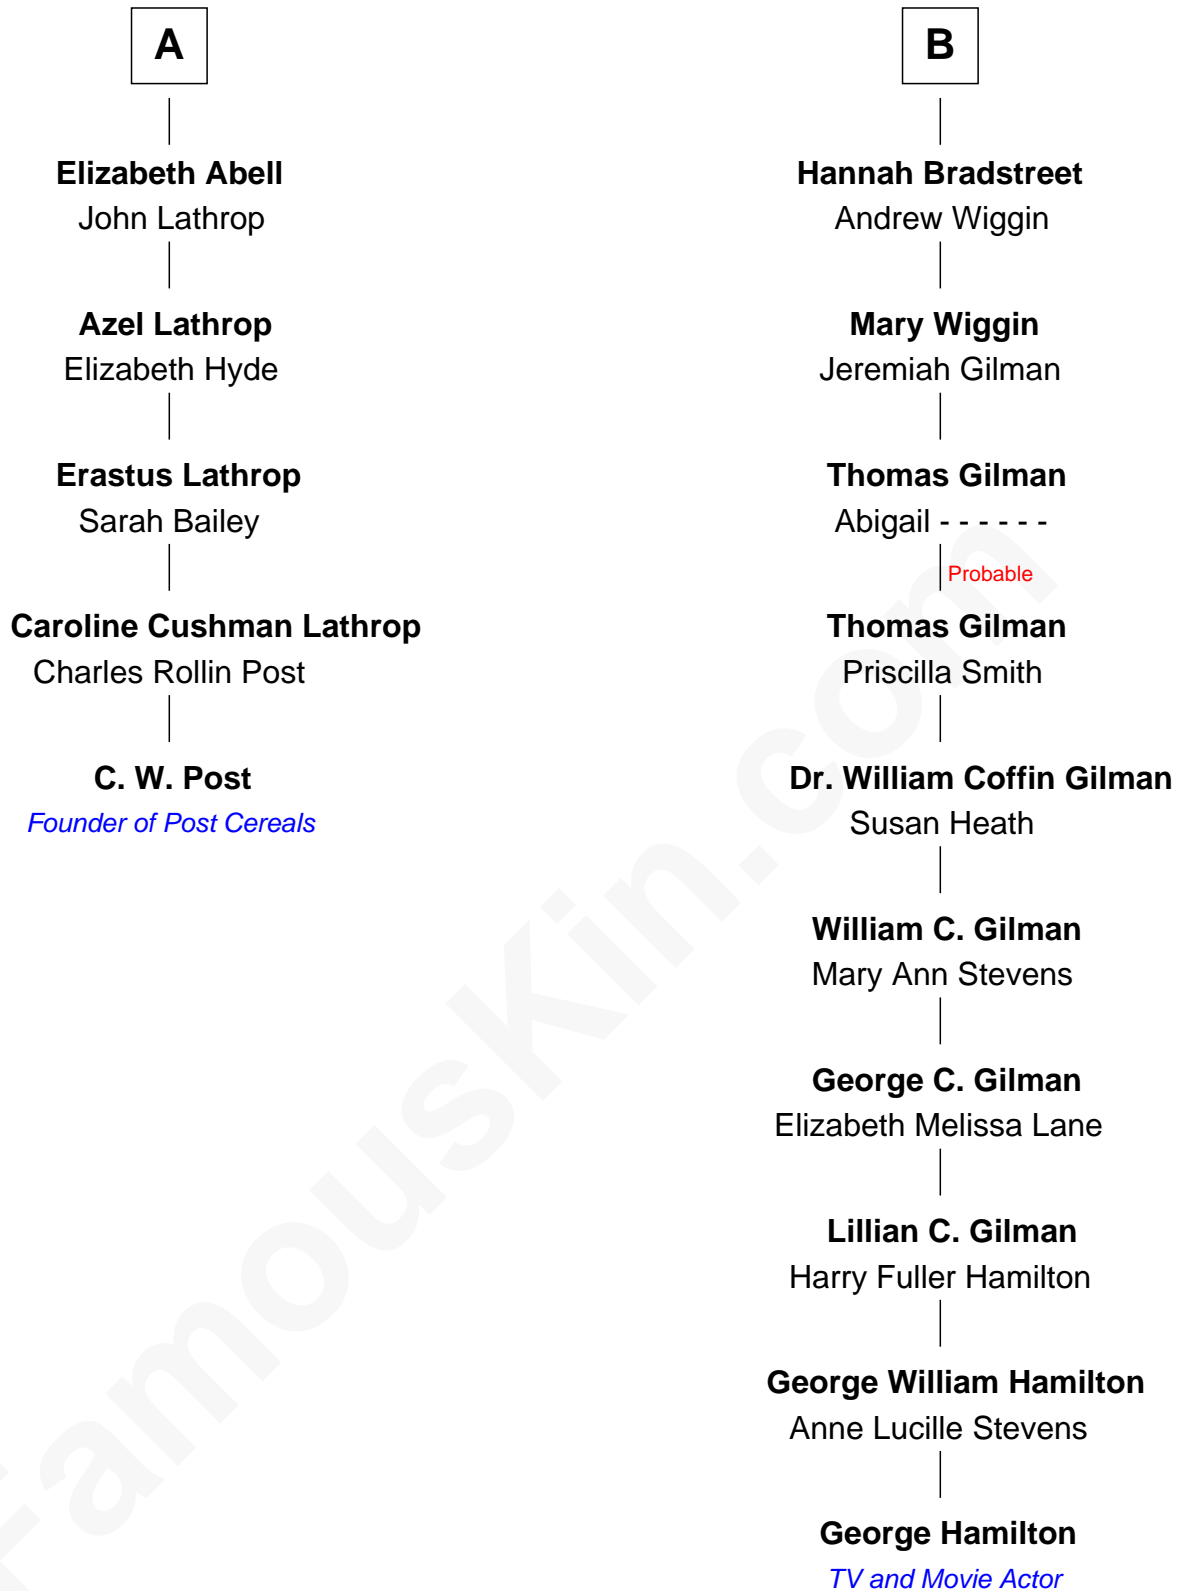 A
Elizabeth Abell
John Lathrop
Azel Lathrop
Elizabeth Hyde
Erastus Lathrop
Sarah Bailey
Caroline Cushman Lathrop
Charles Rollin Post
C. W. Post
Founder of Post Cereals
B
Hannah Bradstreet
Andrew Wiggin
Mary Wiggin
Jeremiah Gilman
Thomas Gilman
Abigail - - - - - -
Probable
Thomas Gilman
Priscilla Smith
Dr. William Coffin Gilman
Susan Heath
William C. Gilman
Mary Ann Stevens
George C. Gilman
Elizabeth Melissa Lane
Lillian C. Gilman
Harry Fuller Hamilton
George William Hamilton
Anne Lucille Stevens
George Hamilton
TV and Movie Actor
FamousKin.com